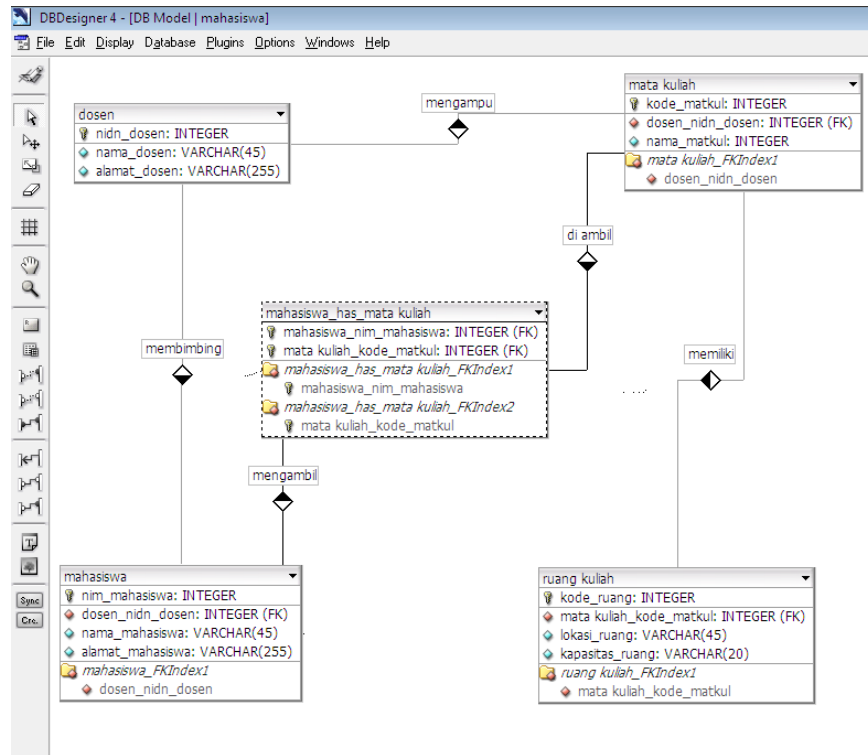 DBDesigner 4 - [DB Model | mahasiswa]
File Edit Display Database Plugins Options Windows Help
mata kuliah
kode_matkul: INTEGER
dosen_nidn_dosen: INTEGER (FK)
nama_matkul: INTEGER
mata kuliah_FKIndex1
dosen_nidn_dosen
mengampu
dosen
nidn_dosen: INTEGER
nama_dosen: VARCHAR(45)
alamat_dosen: VARCHAR(255)
di ambil
mahasiswa_has_mata kuliah
mahasiswa_nim_mahasiswa: INTEGER (FK)
mata kuliah_kode_matkul: INTEGER (FK)
mahasiswa_has_mata kuliah_FKIndex1
mahasiswa_nim_mahasiswa
mahasiswa_has_mata kuliah_FKIndex2
mata kuliah_kode_matkul
membimbing
memiliki
mengambil
mahasiswa
nim_mahasiswa: INTEGER
dosen_nidn_dosen: INTEGER (FK)
nama_mahasiswa: VARCHAR(45)
alamat_mahasiswa: VARCHAR(255)
mahasiswa_FKIndex1
dosen_nidn_dosen
ruang kuliah
kode_ruang: INTEGER
mata kuliah_kode_matkul: INTEGER (FK)
lokasi_ruang: VARCHAR(45)
kapasitas_ruang: VARCHAR(20)
ruang kuliah_FKIndex1
mata kuliah_kode_matkul
Sync
Crc.